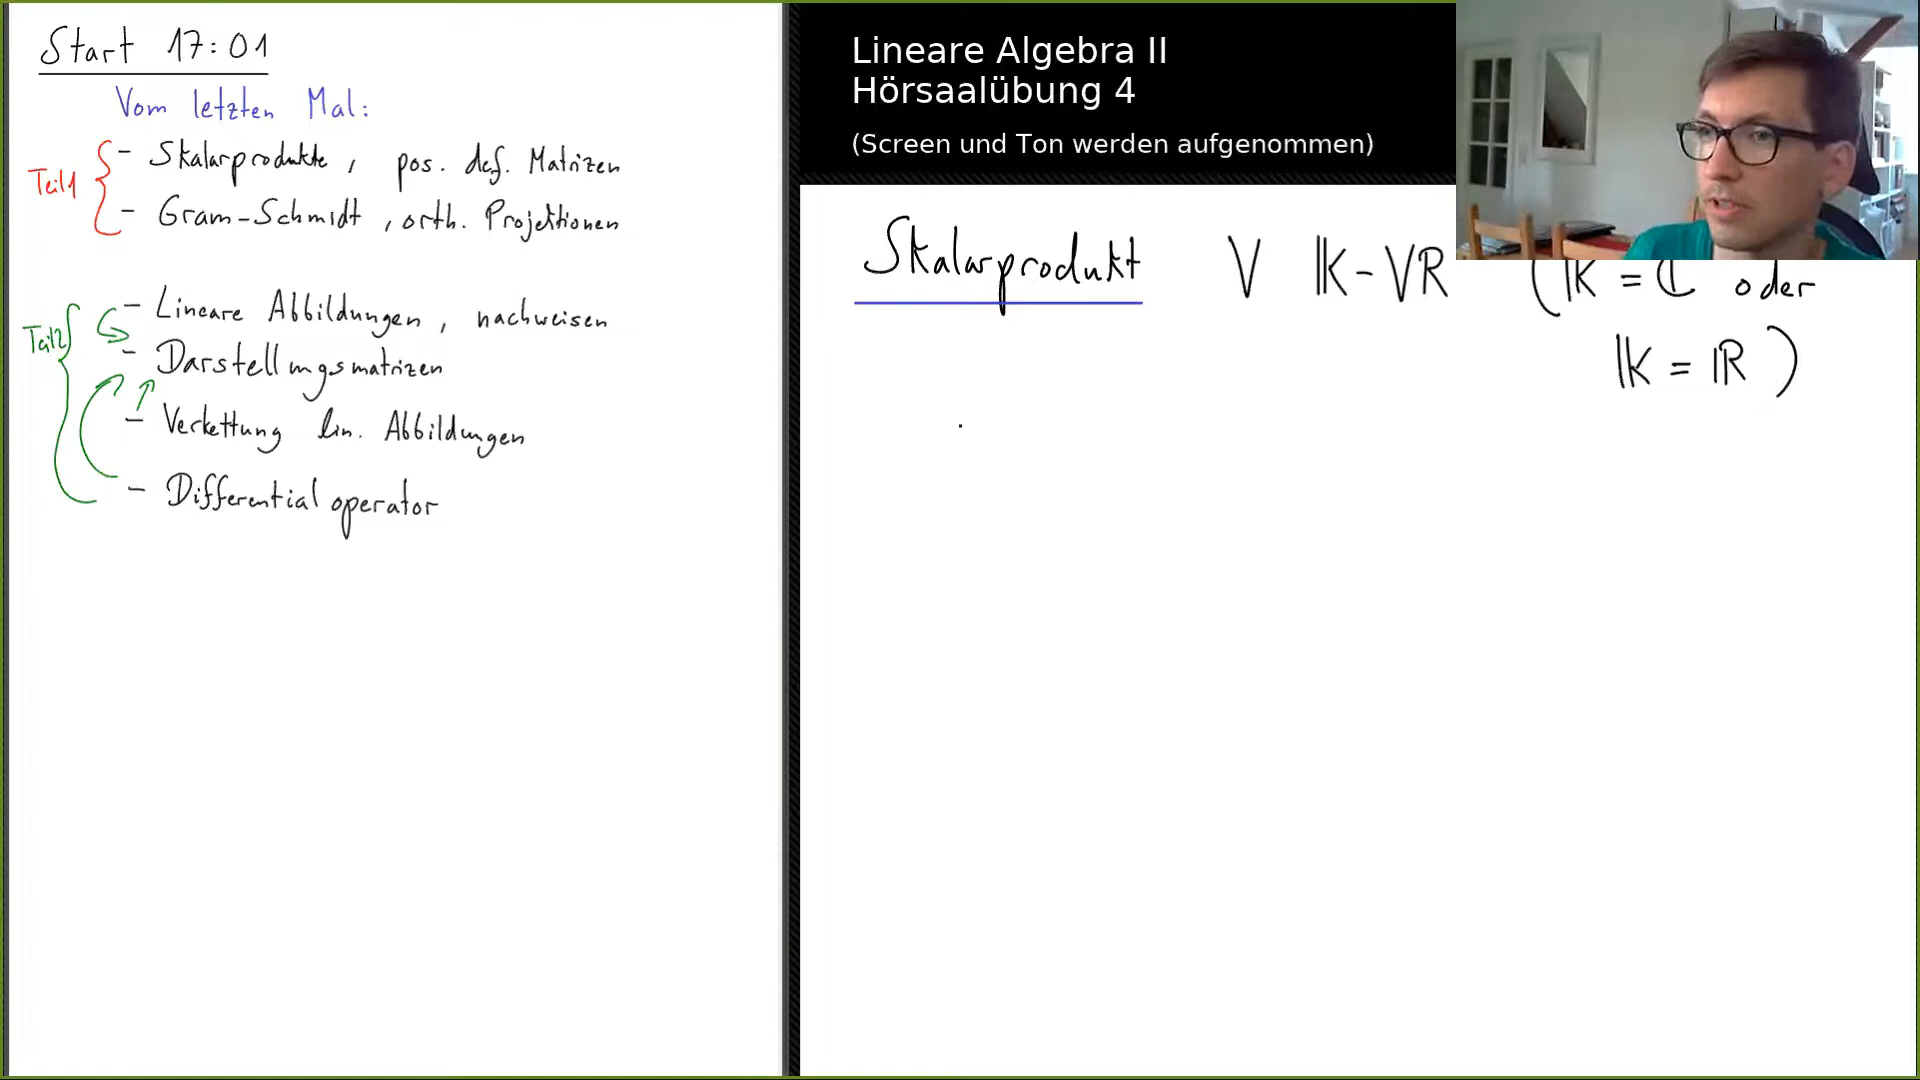 Start 17:01
Vom letzten Mal:
Teil 1
- Skalarprodukte, pos. def. Matrizen
- Gram-Schmidt, orth. Projektionen
Teil 2
- Lineare Abbildungen, nachweisen
- Darstellungsmatrizen
- Verkettung lin. Abbildungen
- Differentialoperator
Lineare Algebra II
Hörsaalübung 4
(Screen und Ton werden aufgenommen)
Skalarprodukt V 𝕂-VR (𝕂 = ℂ oder
𝕂 = ℝ)